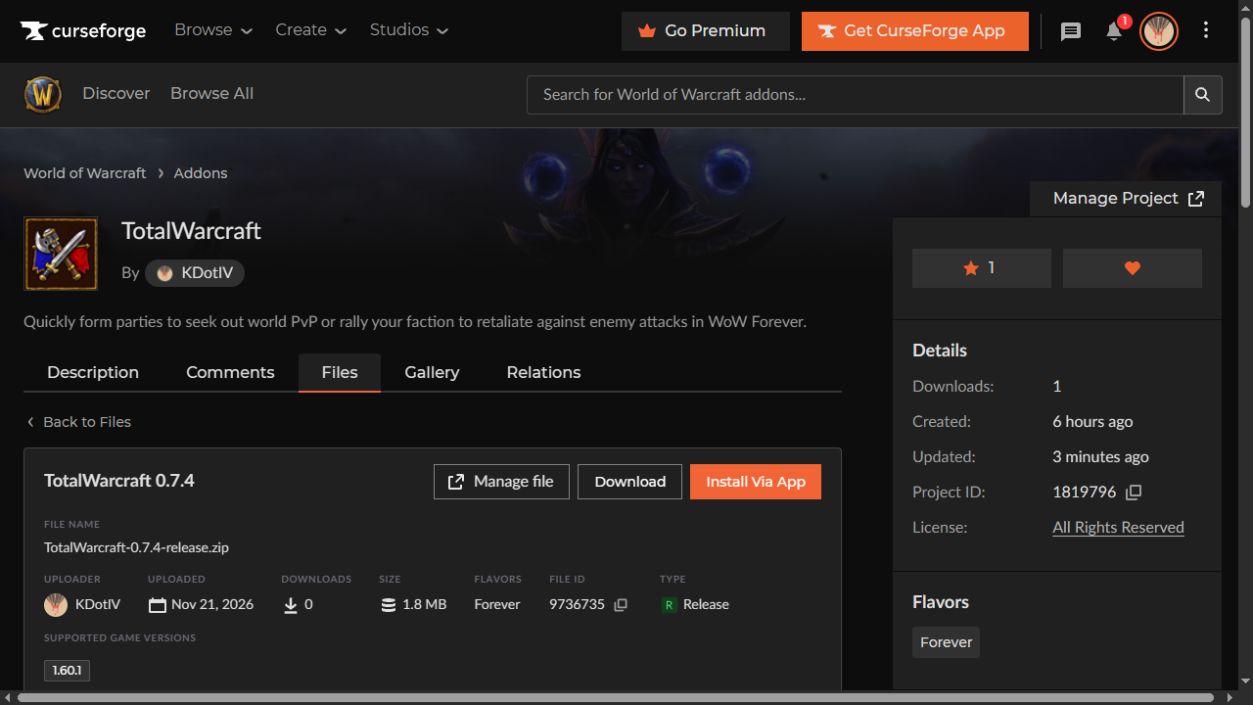 curseforge Browse Create Studios Go Premium Get CurseForge App 1
W Discover Browse All Search for World of Warcraft addons...
World of Warcraft > Addons
Manage Project
TotalWarcraft
By KDotIV
1
Quickly form parties to seek out world PvP or rally your faction to retaliate against enemy attacks in WoW Forever.
Description Comments Files Gallery Relations
Back to Files
TotalWarcraft 0.7.4 Manage file Download Install Via App
FILE NAME
TotalWarcraft-0.7.4-release.zip
UPLOADER UPLOADED DOWNLOADS SIZE FLAVORS FILE ID TYPE
KDotIV Nov 21, 2026 0 1.8 MB Forever 9736735 R Release
SUPPORTED GAME VERSIONS
1.60.1
Details
Downloads: 1
Created: 6 hours ago
Updated: 3 minutes ago
Project ID: 1819796
License: All Rights Reserved
Flavors
Forever